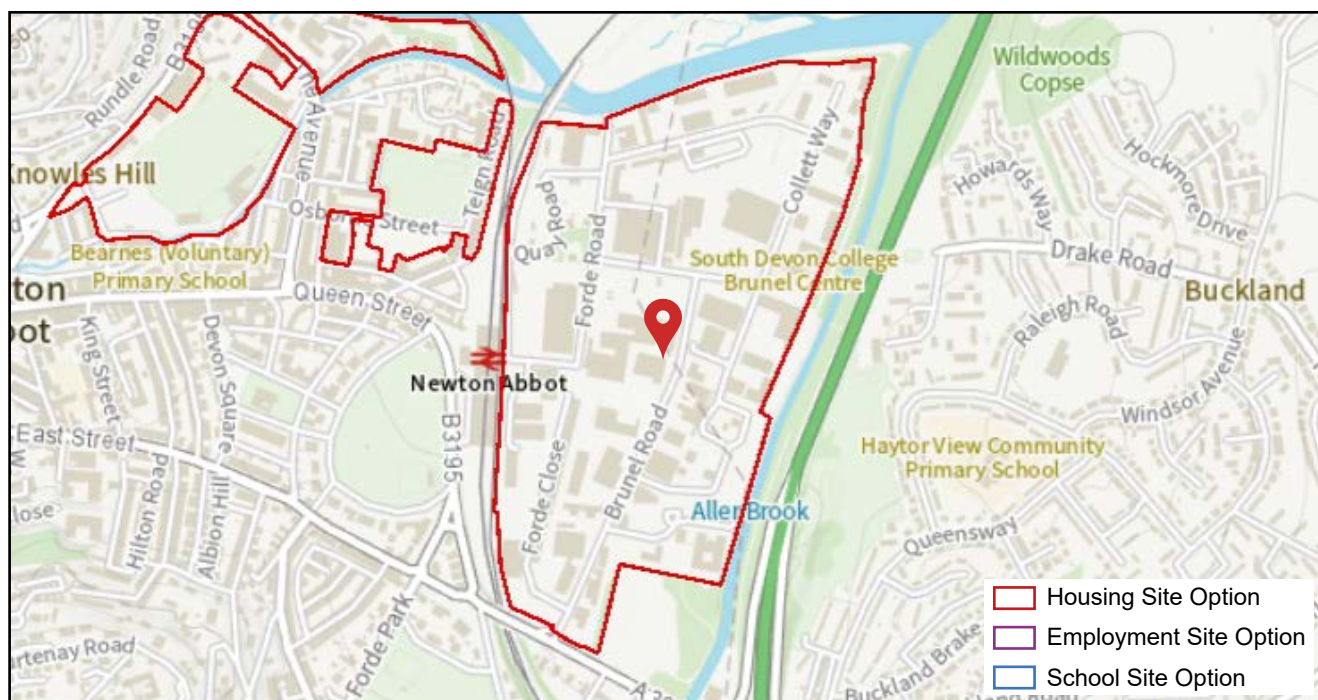 Rundle Road
B3195
The Avenue
Wildwoods
Copse
Hockmore
Drive
Howards Way
Knowles Hill
Teign Road
Collett Way
Quay Road
Forde Road
Street
Bearnes (Voluntary)
Primary School
South Devon College
Brunel Centre
Drake Road
Buckland
Raleigh Road
Queen Street
King Street
Devon Square
Newton Abbot
B3195
Windsor Avenue
East Street
Hilton Road
Albion Hill
Forde Close
Brunel Road
Haytor View Community
Primary School
Close
Aller Brook
Queensway
Forde Park
Buckland Brake
Housing Site Option
Employment Site Option
School Site Option